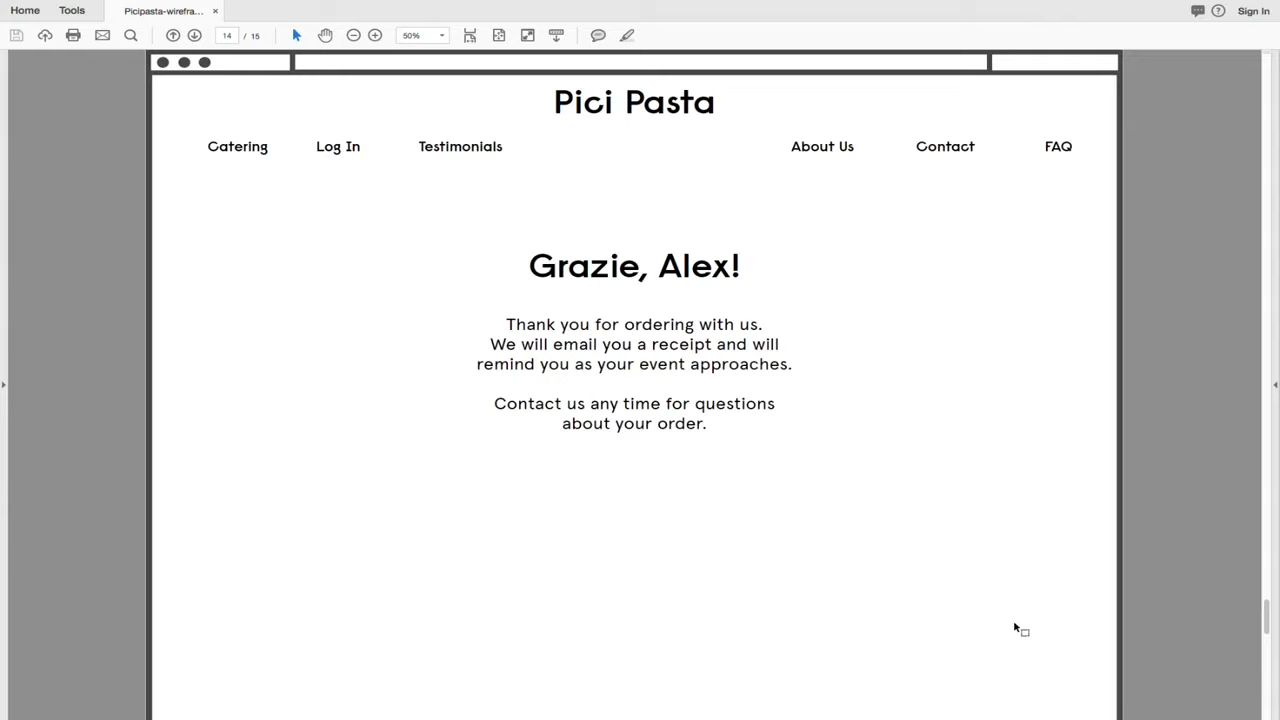 Home Tools Picipasta-wirefra... × Sign In
14 / 15 50%
Pici Pasta
Catering Log In Testimonials About Us Contact FAQ
Grazie, Alex!
Thank you for ordering with us.
We will email you a receipt and will
remind you as your event approaches.
Contact us any time for questions
about your order.